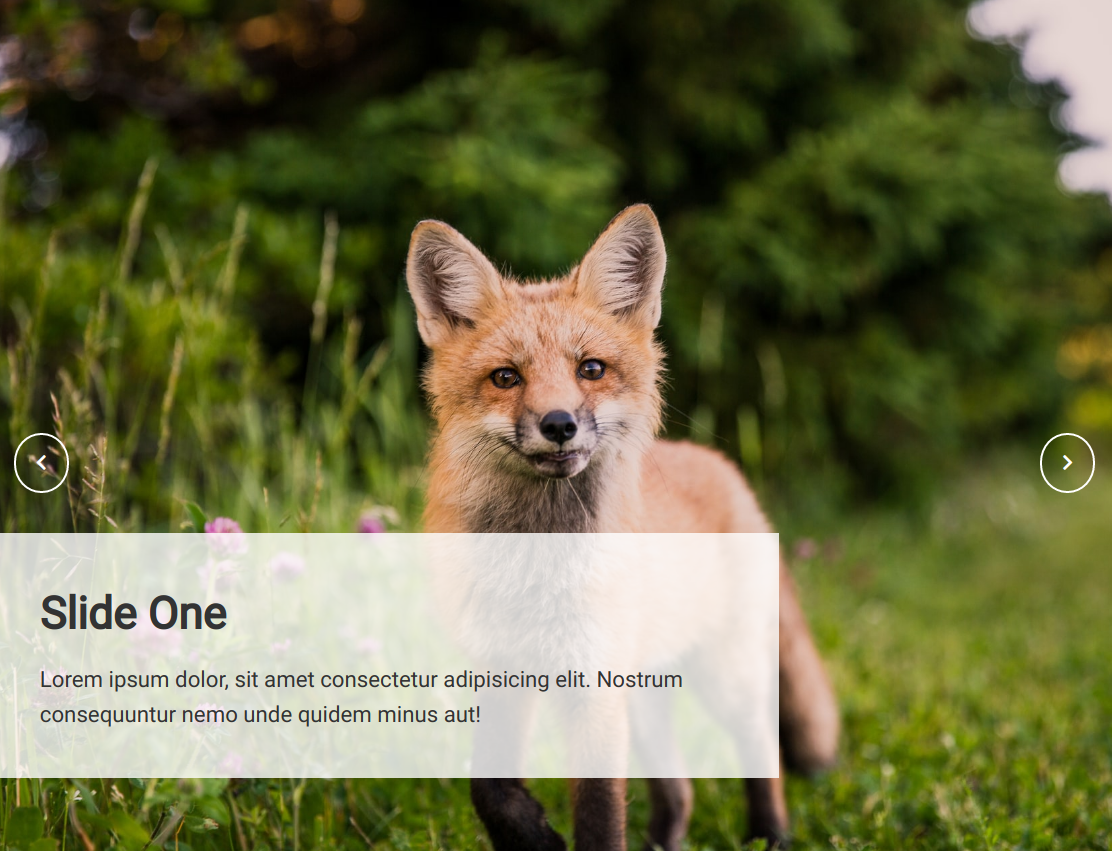 Slide One
Lorem ipsum dolor, sit amet consectetur adipisicing elit. Nostrum
consequuntur nemo unde quidem minus aut!